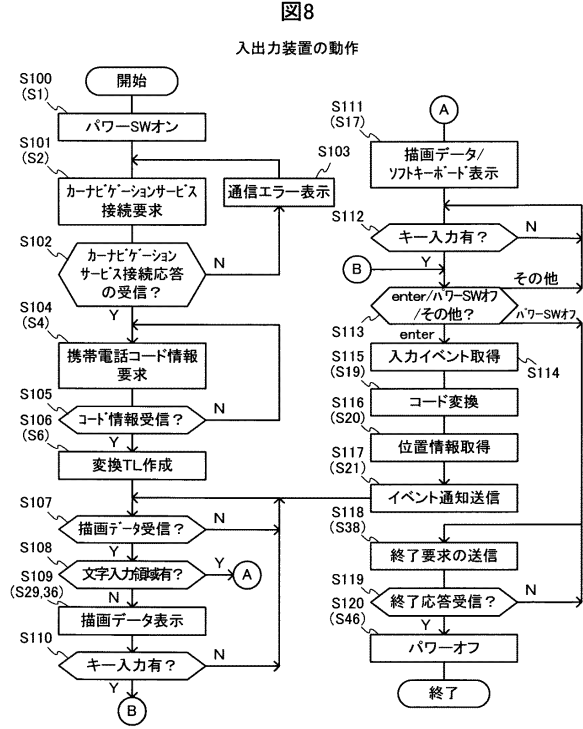 図8
入出力装置の動作
開始
S100
(S1)
パワーSWオン
S101
(S2)
カーナビゲーションサービス
接続要求
S103
通信エラー表示
S102
カーナビゲーション
サービス接続応答
の受信?
N
Y
S104
(S4)
携帯電話コード情報
要求
S105
コード情報受信?
N
Y
S106
(S6)
変換TL作成
S107
描画データ受信?
N
Y
S108
文字入力領域有?
Y
A
N
S109
(S29,36)
描画データ表示
S110
キー入力有?
N
Y
B
A
S111
(S17)
描画データ/
ソフトキーボード表示
S112
キー入力有?
N
Y
B
その他
enter/パワーSWオフ
/その他?
パワーSWオフ
S113
enter
入力イベント取得
S114
S115
(S19)
コード変換
S116
(S20)
位置情報取得
S117
(S21)
イベント通知送信
S118
(S38)
終了要求の送信
S119
終了応答受信?
N
Y
S120
(S46)
パワーオフ
終了